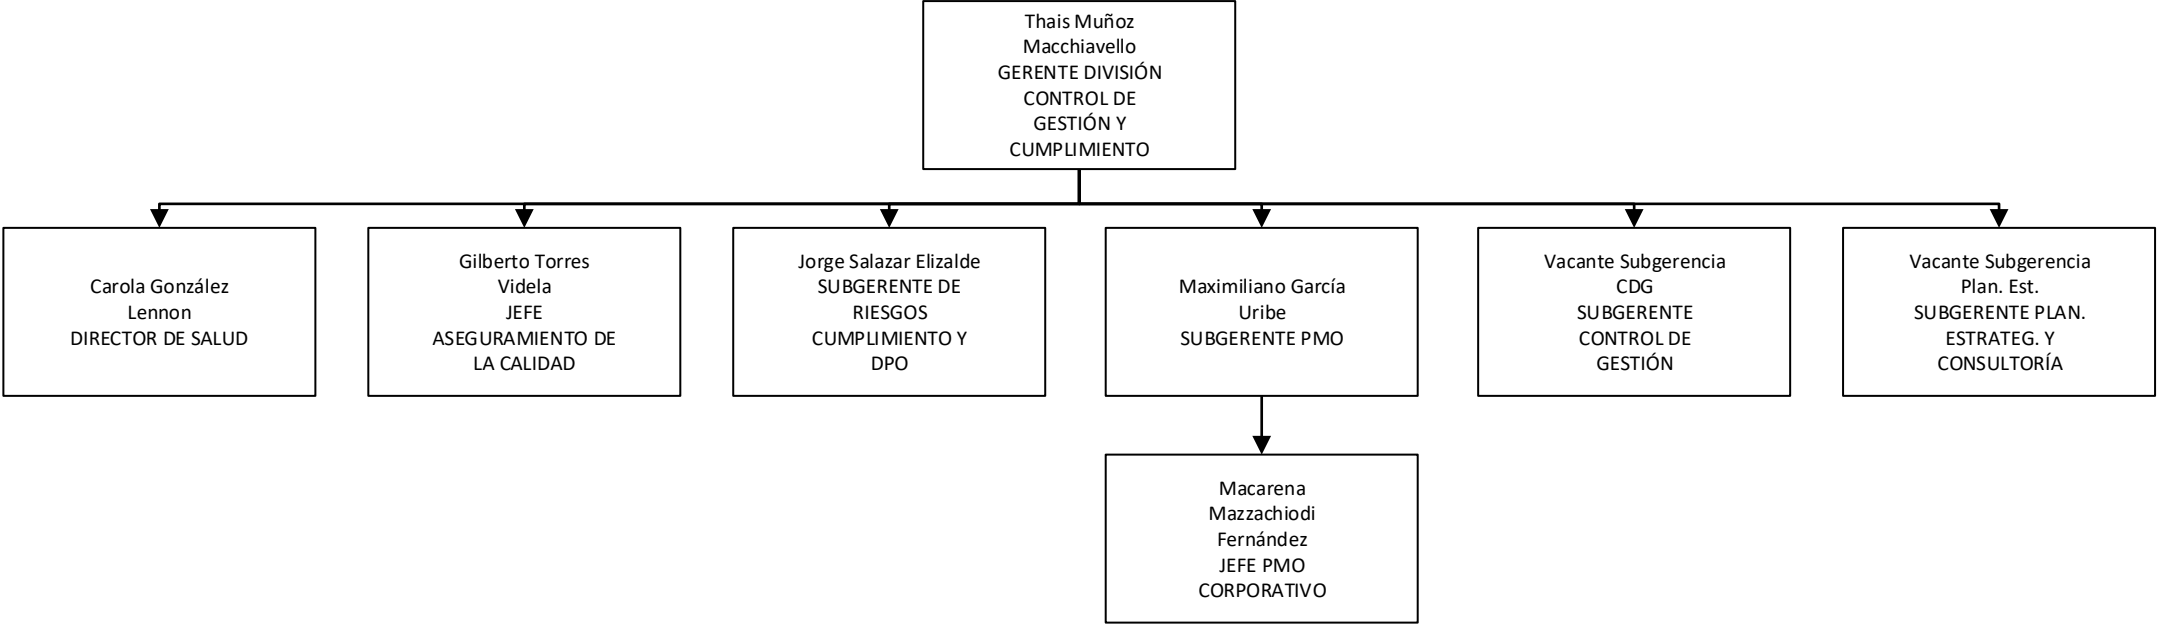 Thais Muñoz
Macchiavello
GERENTE DIVISIÓN
CONTROL DE
GESTIÓN Y
CUMPLIMIENTO
Carola González
Lennon
DIRECTOR DE SALUD
Gilberto Torres
Videla
JEFE
ASEGURAMIENTO DE
LA CALIDAD
Jorge Salazar Elizalde
SUBGERENTE DE
RIESGOS
CUMPLIMIENTO Y
DPO
Maximiliano García
Uribe
SUBGERENTE PMO
Vacante Subgerencia
CDG
SUBGERENTE
CONTROL DE
GESTIÓN
Vacante Subgerencia
Plan. Est.
SUBGERENTE PLAN.
ESTRATEG. Y
CONSULTORÍA
Macarena
Mazzachiodi
Fernández
JEFE PMO
CORPORATIVO